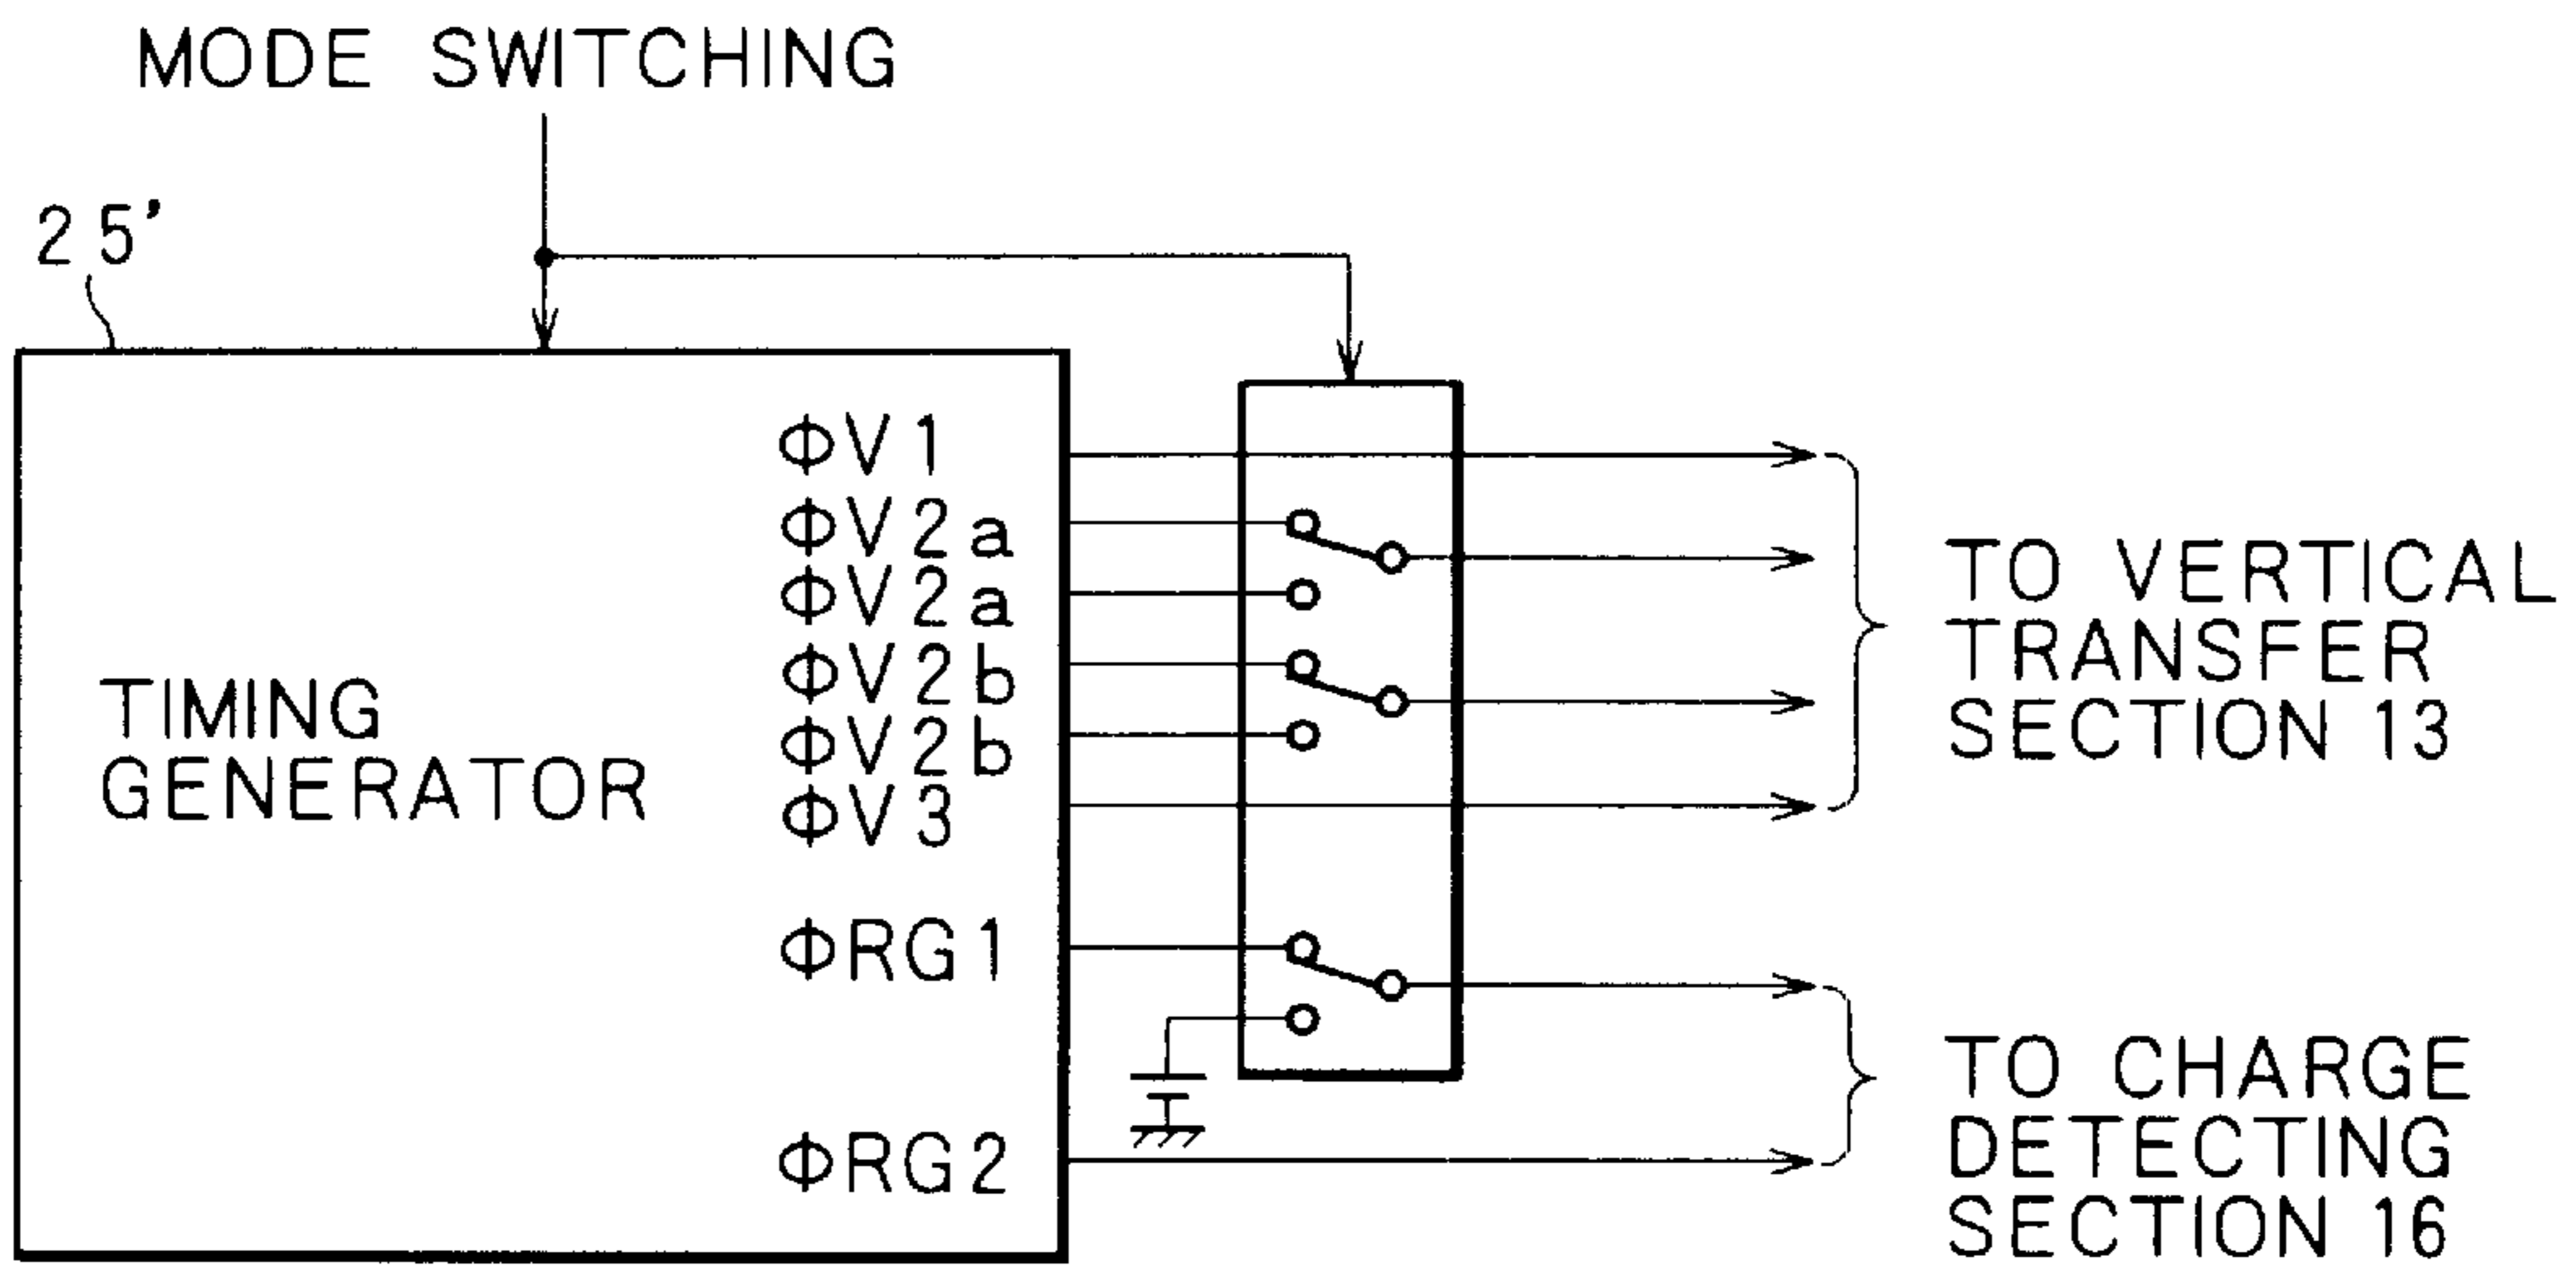 MODE SWITCHING
25'
ΦV1
ΦV2a
ΦV2a
ΦV2b
ΦV2b
ΦV3
ΦRG1
ΦRG2
TIMING
GENERATOR
TO VERTICAL
TRANSFER
SECTION 13
TO CHARGE
DETECTING
SECTION 16